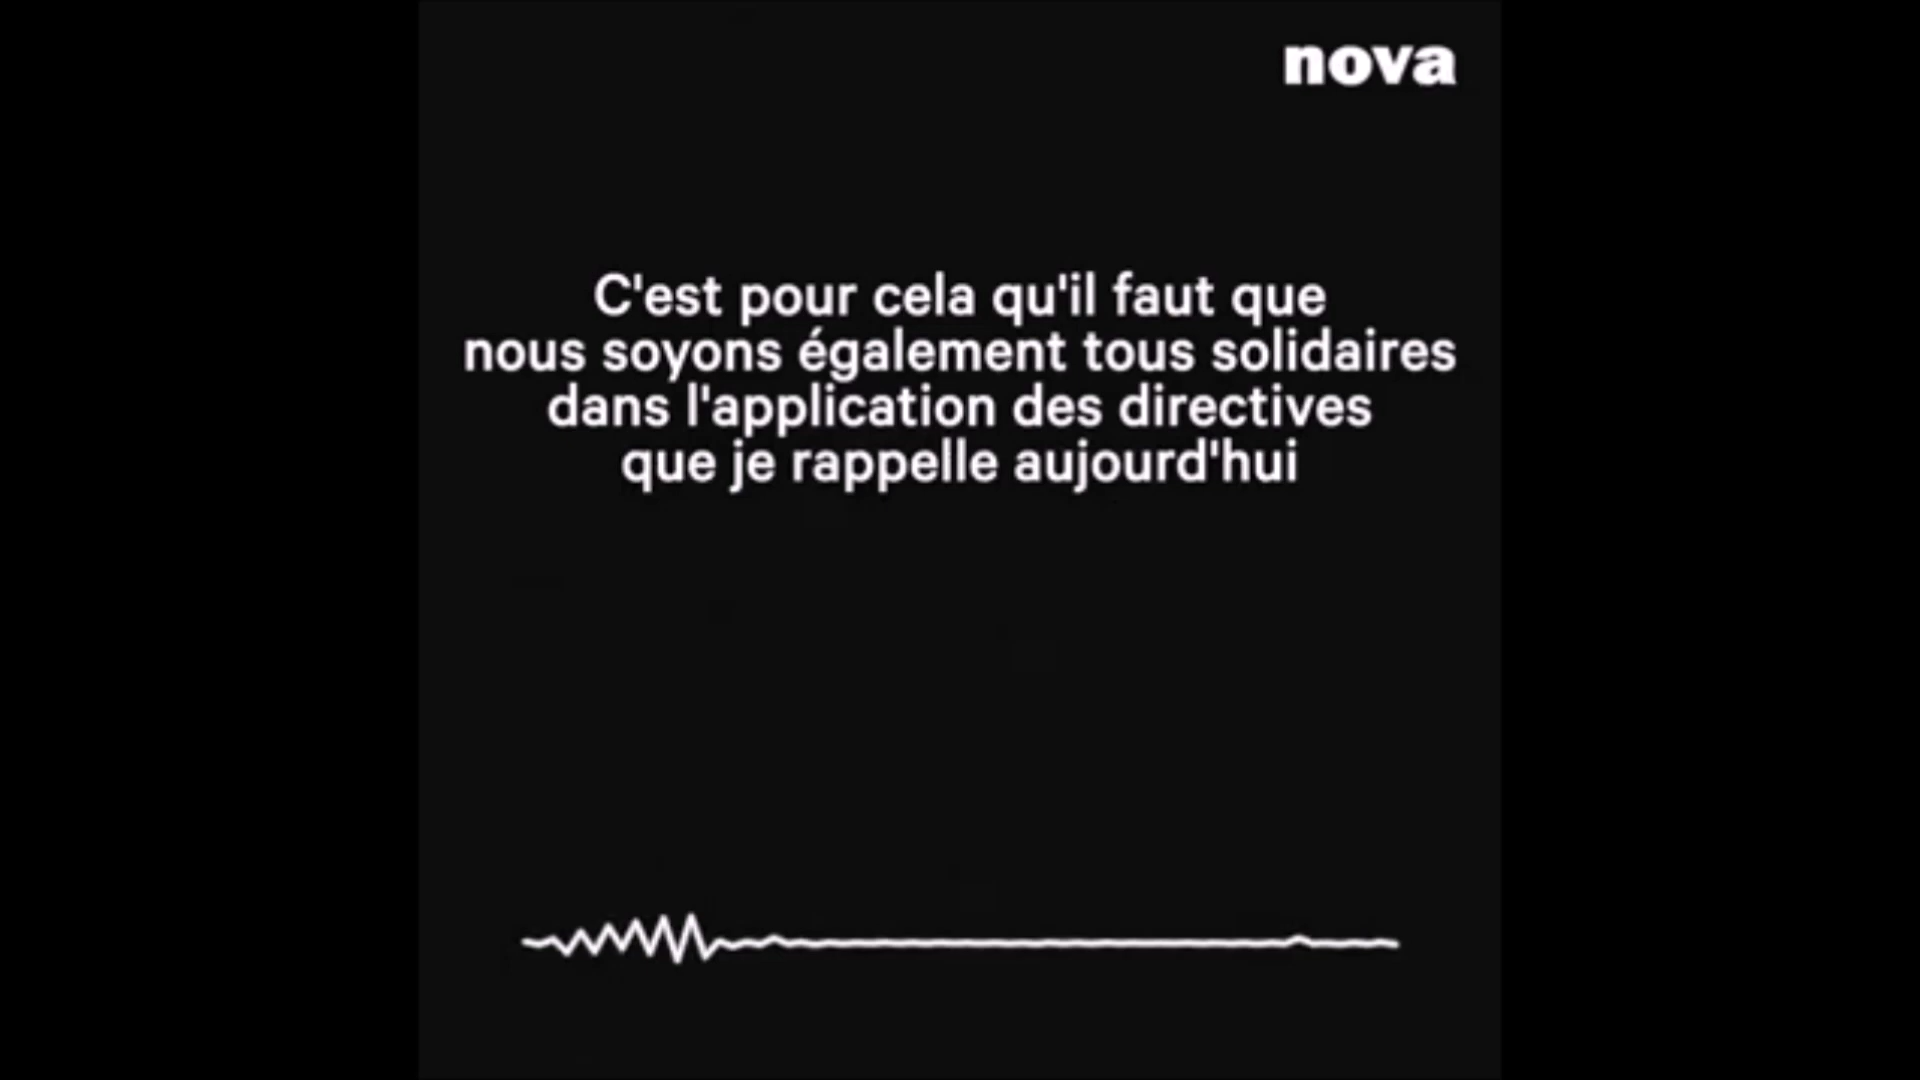 nova
C'est pour cela qu'il faut que
nous soyons également tous solidaires
dans l'application des directives
que je rappelle aujourd'hui